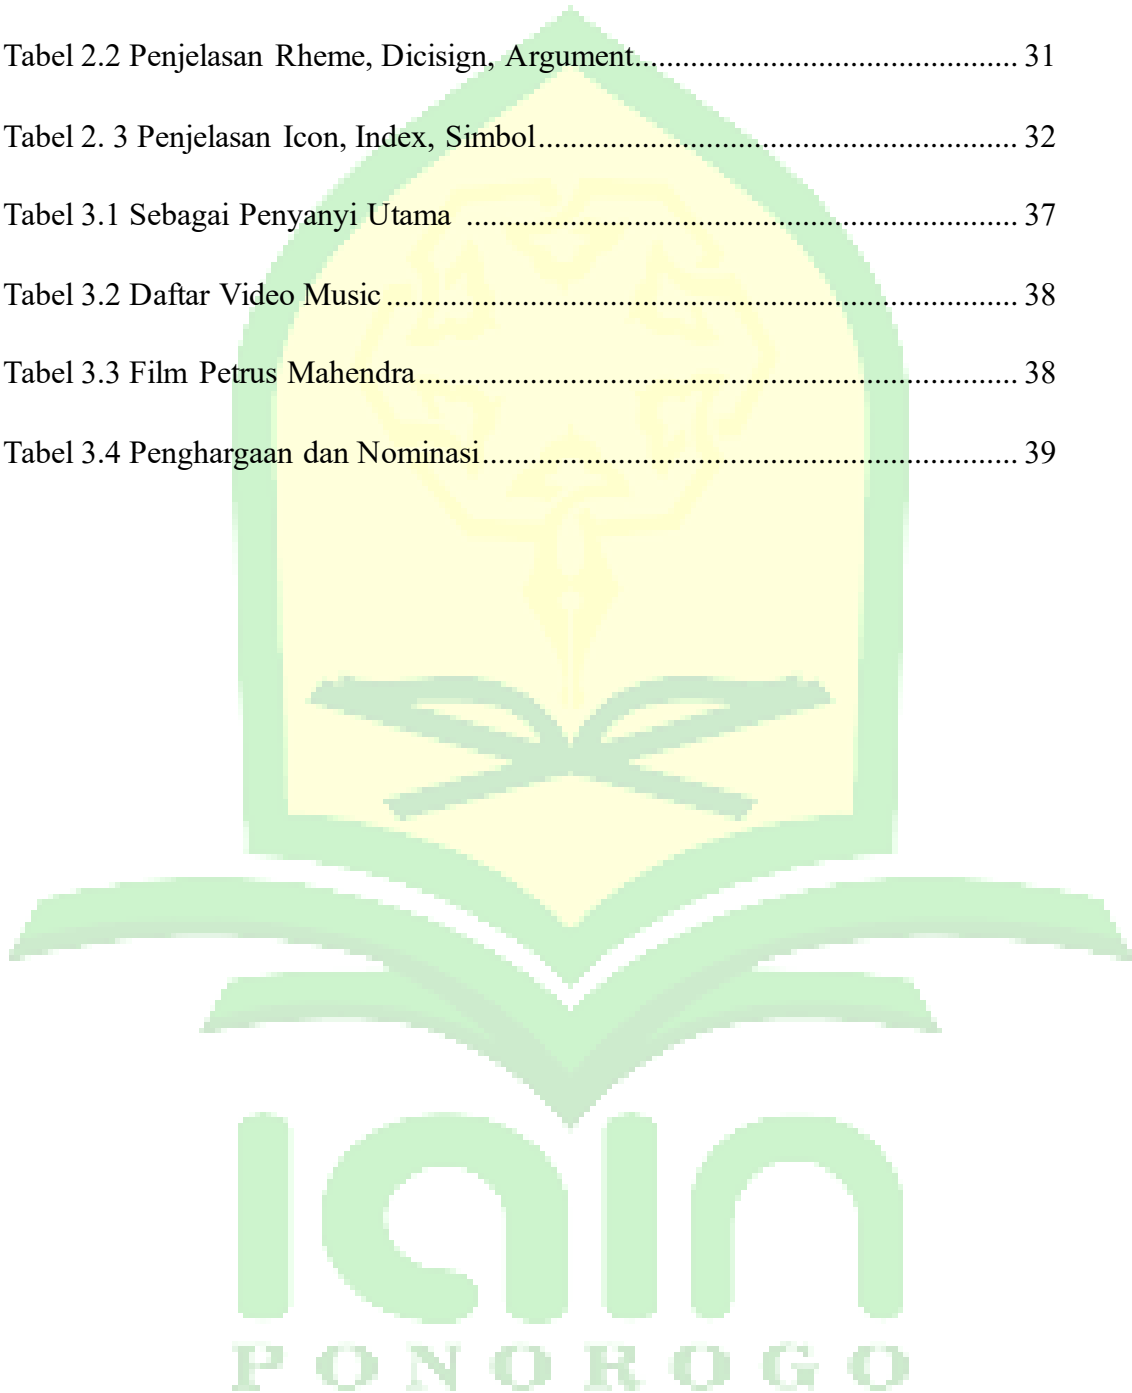 Tabel 2.2 Penjelasan Rheme, Dicisign, Argument................................................ 31
Tabel 2. 3 Penjelasan Icon, Index, Simbol............................................................ 32
Tabel 3.1 Sebagai Penyanyi Utama ..................................................................... 37
Tabel 3.2 Daftar Video Music............................................................................... 38
Tabel 3.3 Film Petrus Mahendra........................................................................... 38
Tabel 3.4 Penghargaan dan Nominasi................................................................... 39
iain
PONOROGO